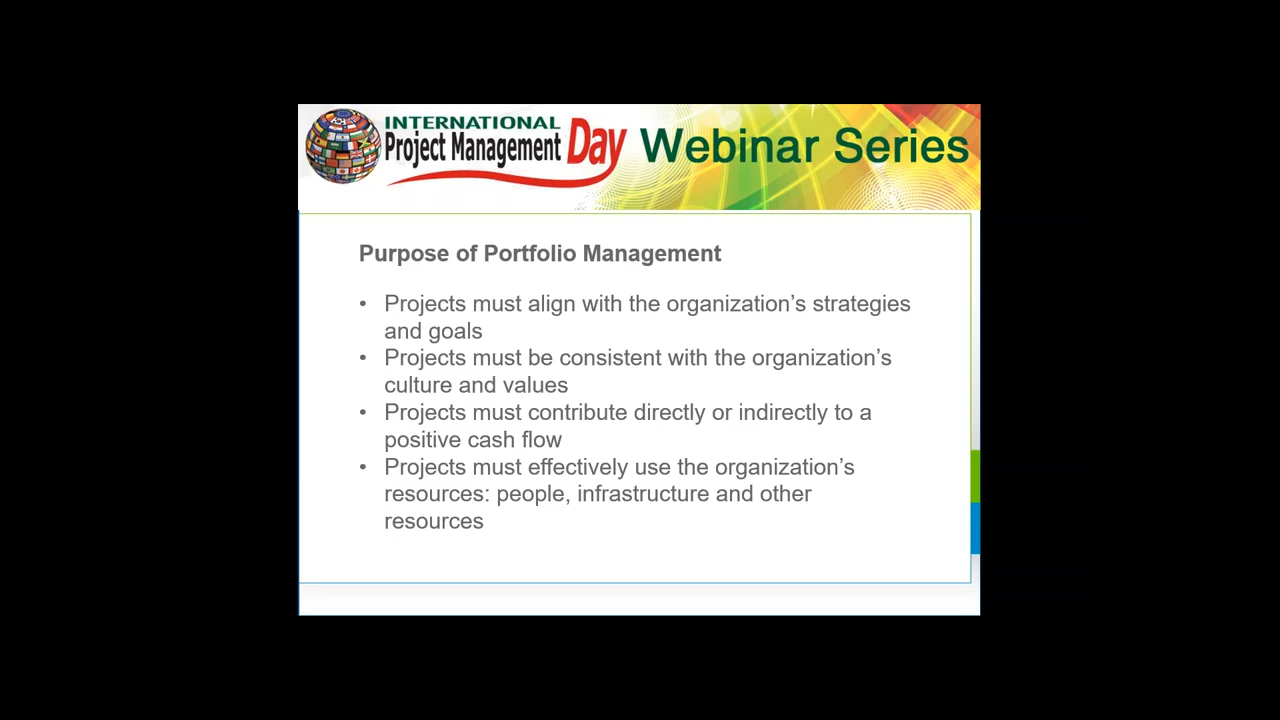 INTERNATIONAL
Project Management Day Webinar Series
Purpose of Portfolio Management
• Projects must align with the organization’s strategies
and goals
• Projects must be consistent with the organization’s
culture and values
• Projects must contribute directly or indirectly to a
positive cash flow
• Projects must effectively use the organization’s
resources: people, infrastructure and other
resources